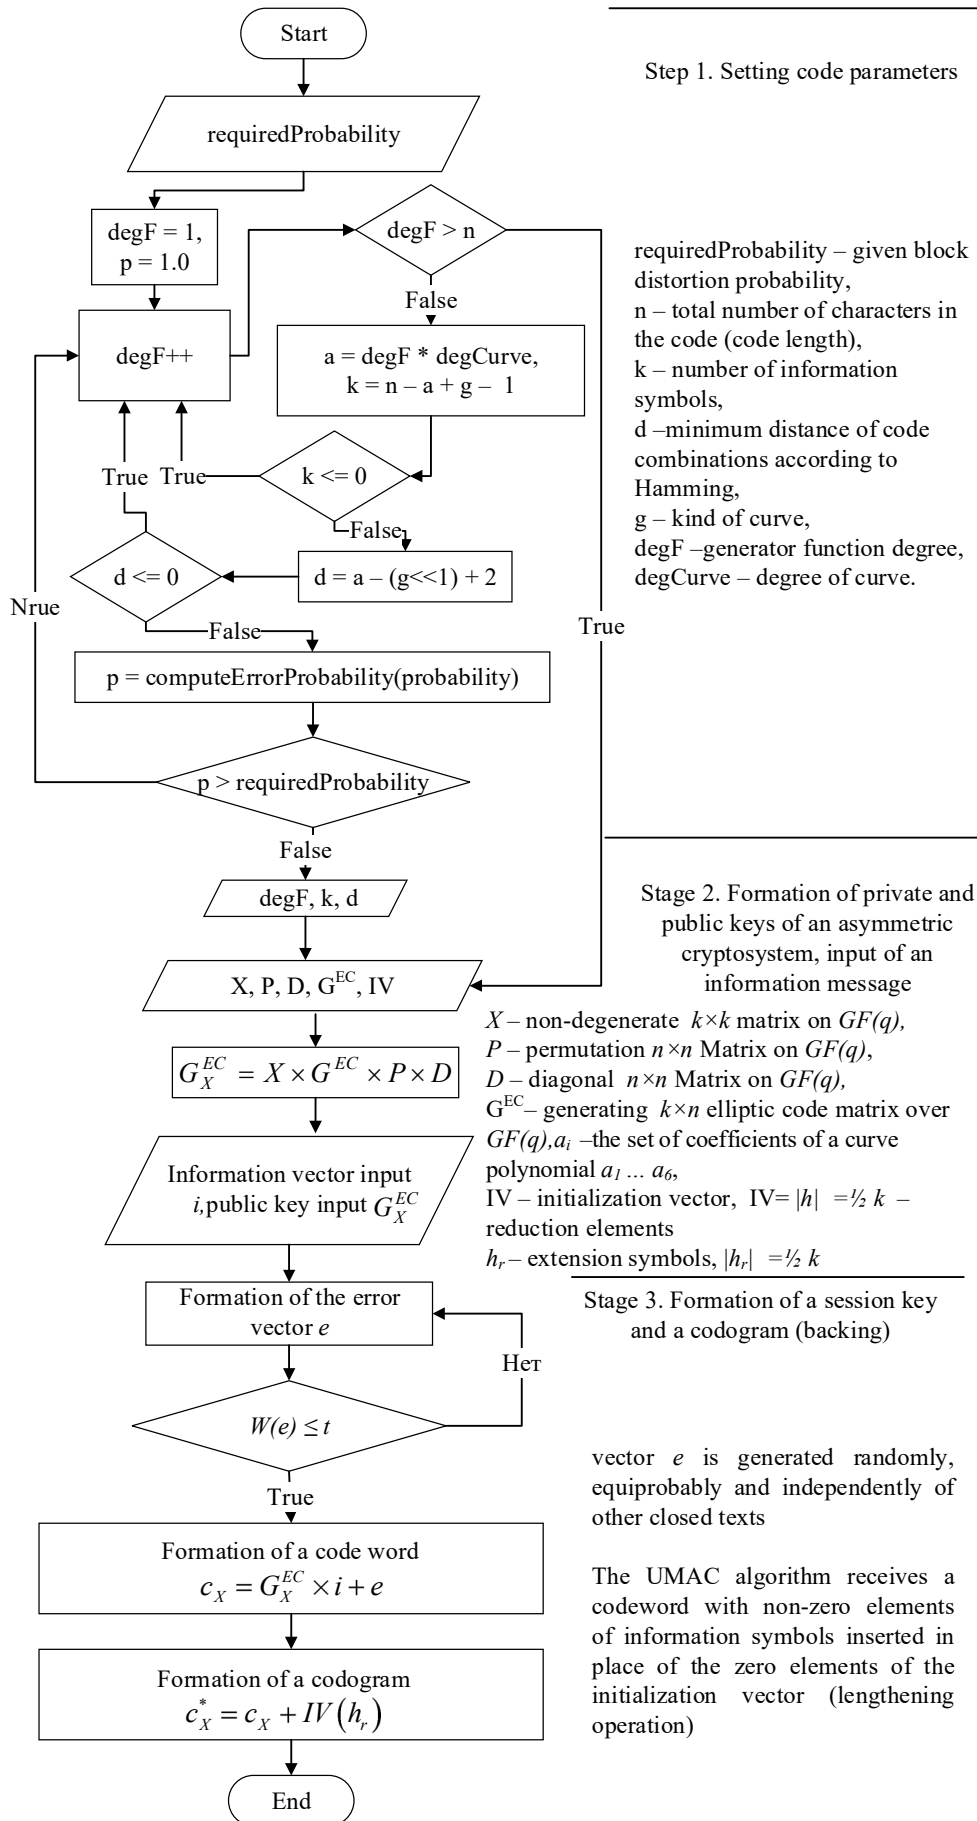 Start
Step 1. Setting code parameters
requiredProbability
degF = 1,
p = 1.0
degF > n
False
degF++
a = degF * degCurve,
k = n – a + g – 1
requiredProbability – given block
distortion probability,
n – total number of characters in
the code (code length),
k – number of information
symbols,
d –minimum distance of code
combinations according to
Hamming,
g – kind of curve,
degF –generator function degree,
degCurve – degree of curve.
True
True
k <= 0
False
d <= 0
d = a – (g<<1) + 2
Nrue
True
False
p = computeErrorProbability(probability)
p > requiredProbability
False
degF, k, d
Stage 2. Formation of private and
public keys of an asymmetric
cryptosystem, input of an
information message
X, P, D, G^EC, IV
X – non-degenerate k×k matrix on GF(q),
P – permutation n×n Matrix on GF(q),
D – diagonal n×n Matrix on GF(q),
G^EC– generating k×n elliptic code matrix over
GF(q),a_i –the set of coefficients of a curve
polynomial a_1 ... a_6,
IV – initialization vector, IV= |h| =½ k –
reduction elements
h_r – extension symbols, |h_r| =½ k
G_X^EC = X × G^EC × P × D
Information vector input
i,public key input G_X^EC
Stage 3. Formation of a session key
and a codogram (backing)
Formation of the error
vector e
Нет
W(e) ≤ t
True
vector e is generated randomly,
equiprobably and independently of
other closed texts
Formation of a code word
c_X = G_X^EC × i + e
The UMAC algorithm receives a
codeword with non-zero elements
of information symbols inserted in
place of the zero elements of the
initialization vector (lengthening
operation)
Formation of a codogram
c_X^* = c_X + IV(h_r)
End